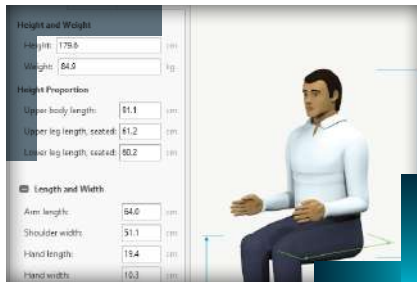 Height and Weight
Height: 179.6 cm
Weight: 84.9 kg
Height Proportion
Upper body length: 91.1 cm
Upper leg length, seated: 61.2 cm
Lower leg length, seated: 60.2 cm
Length and Width
Arm length: 64.0 cm
Shoulder width: 51.1 cm
Hand length: 19.4 cm
Hand width: 10.3 cm